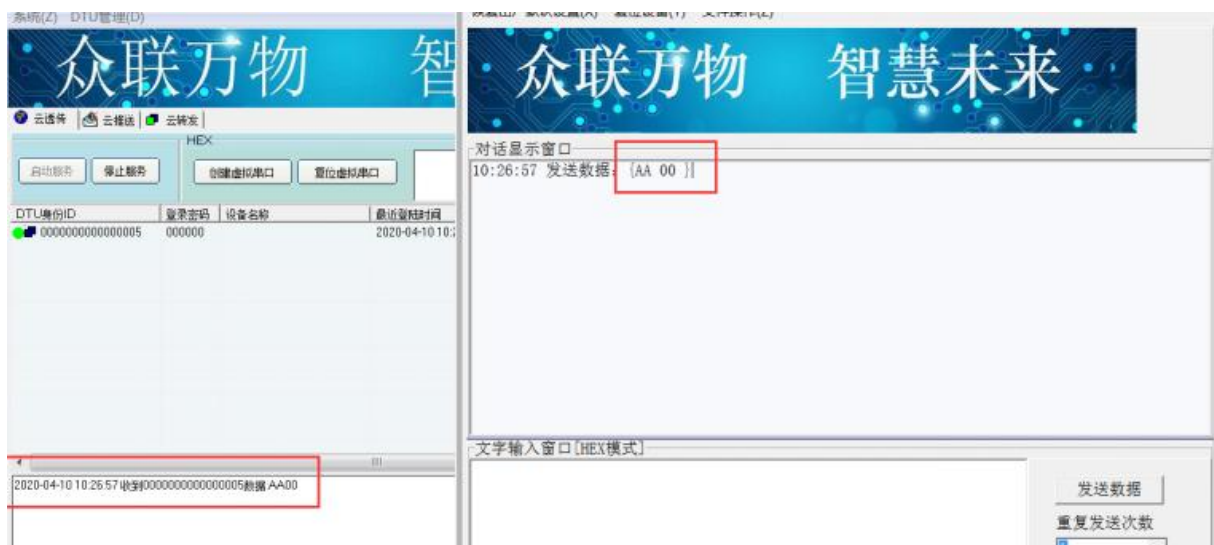 系统(Z) DTU管理(D)
众联万物 智
云透传 云推送 云转发
HEX
启动服务 停止服务 创建虚拟串口 复位虚拟串口
DTU身份ID 登录密码 设备名称 最近登陆时间
0000000000000005 000000 2020-04-10 10:2
2020-04-10 10:26:57 收到0000000000000005数据 AA00
众联万物 智慧未来
对话显示窗口
10:26:57 发送数据：{AA 00 }
文字输入窗口[HEX模式]
发送数据
重复发送次数